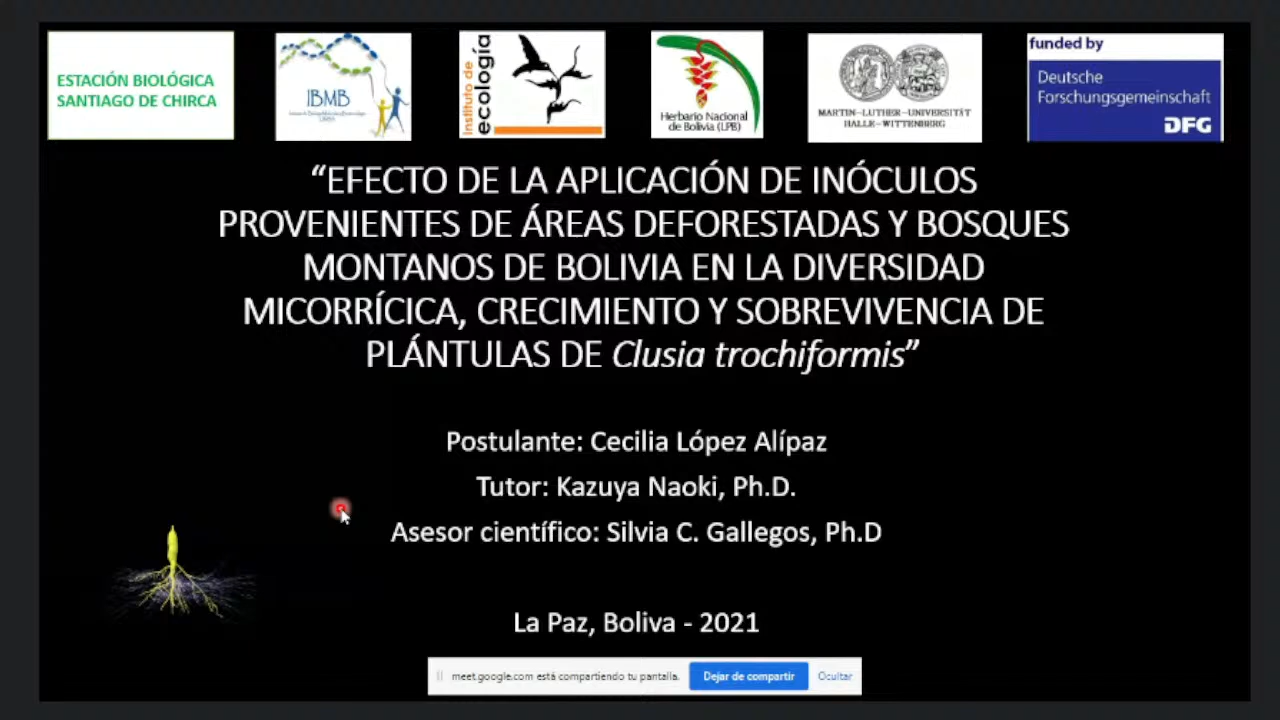 ESTACIÓN BIOLÓGICA
SANTIAGO DE CHIRCA
IBMB
Instituto de
ecología
Herbario Nacional
de Bolivia (LPB)
MARTIN-LUTHER-UNIVERSITÄT
HALLE-WITTENBERG
funded by
Deutsche
Forschungsgemeinschaft
DFG
“EFECTO DE LA APLICACIÓN DE INÓCULOS
PROVENIENTES DE ÁREAS DEFORESTADAS Y BOSQUES
MONTANOS DE BOLIVIA EN LA DIVERSIDAD
MICORRÍCICA, CRECIMIENTO Y SOBREVIVENCIA DE
PLÁNTULAS DE Clusia trochiformis”
Postulante: Cecilia López Alípaz
Tutor: Kazuya Naoki, Ph.D.
Asesor científico: Silvia C. Gallegos, Ph.D
La Paz, Boliva - 2021
meet.google.com está compartiendo tu pantalla.
Dejar de compartir
Ocultar